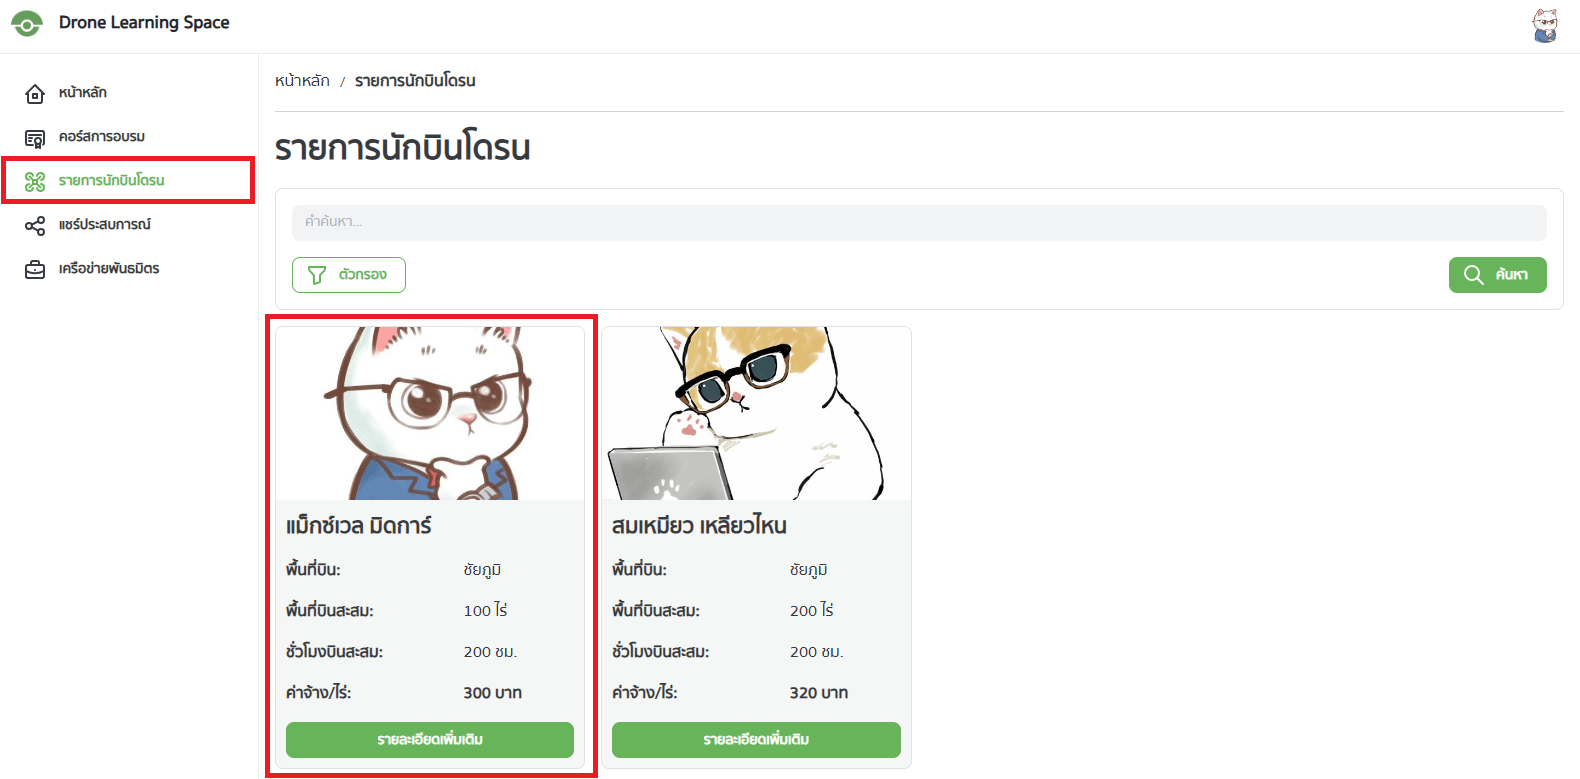 Drone Learning Space
หน้าหลัก
คอร์สการอบรม
รายการนักบินโดรน
แชร์ประสบการณ์
เครือข่ายพันธมิตร
หน้าหลัก / รายการนักบินโดรน
รายการนักบินโดรน
คำค้นหา...
ตัวกรอง
ค้นหา
แม็กซ์เวล มิดการ์
พื้นที่บิน: ชัยภูมิ
พื้นที่บินสะสม: 100 ไร่
ชั่วโมงบินสะสม: 200 ชม.
ค่าจ้าง/ไร่: 300 บาท
รายละเอียดเพิ่มเติม
สมเหมียว เหลียวไหน
พื้นที่บิน: ชัยภูมิ
พื้นที่บินสะสม: 200 ไร่
ชั่วโมงบินสะสม: 200 ชม.
ค่าจ้าง/ไร่: 320 บาท
รายละเอียดเพิ่มเติม